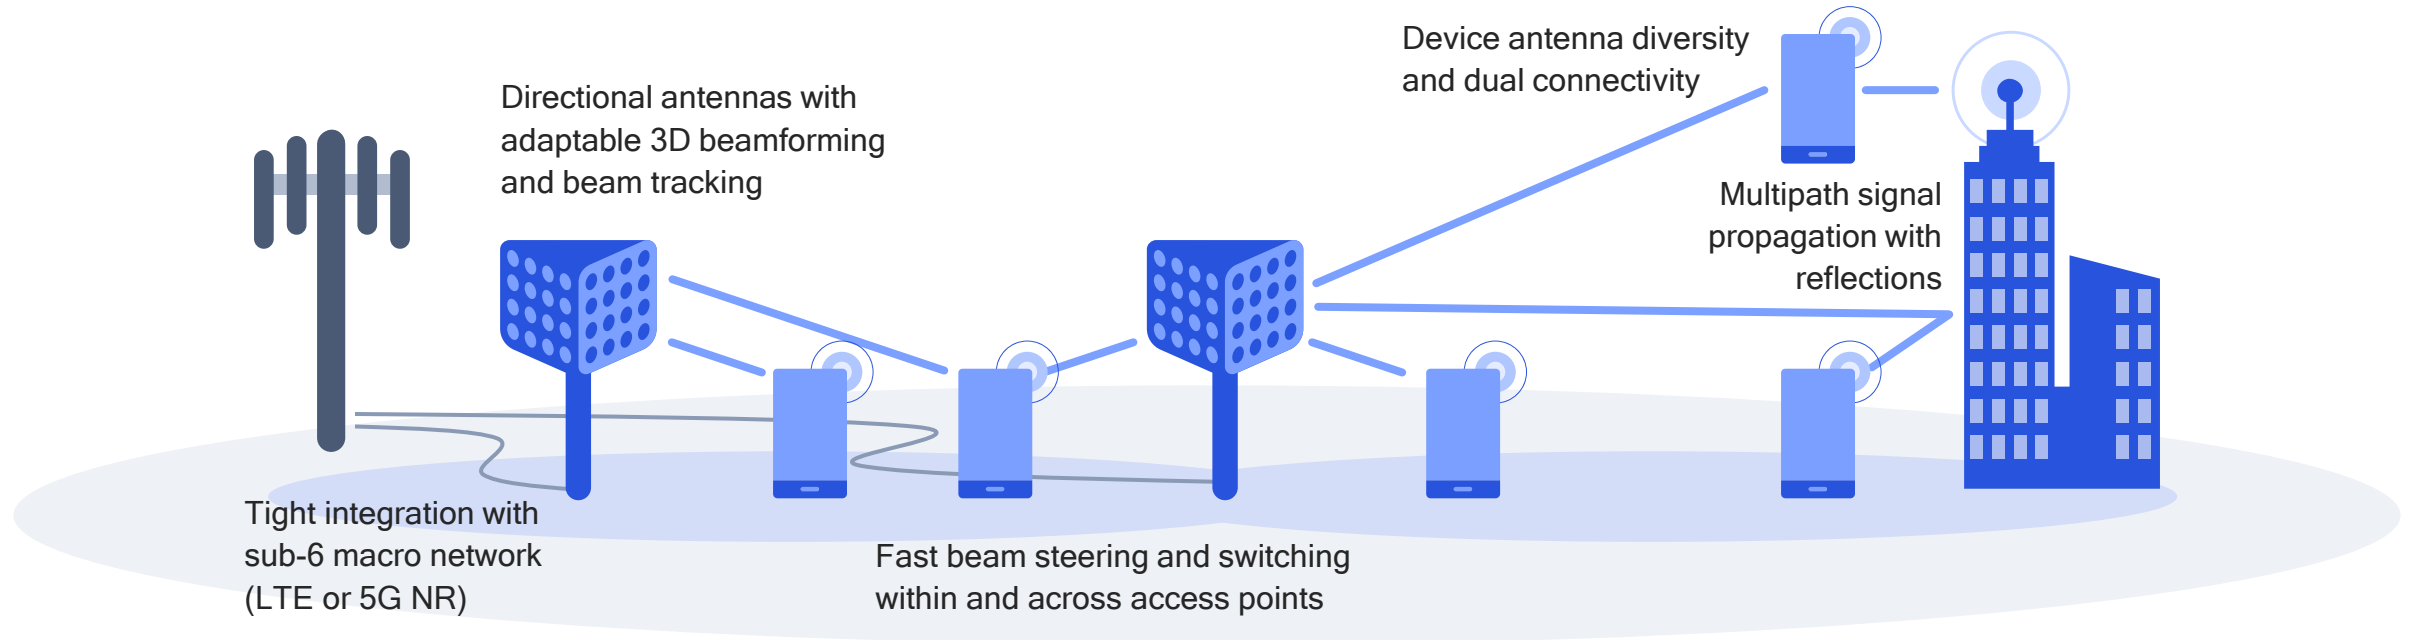 Device antenna diversity
and dual connectivity
Directional antennas with
adaptable 3D beamforming
and beam tracking
Multipath signal
propagation with
reflections
Tight integration with
sub-6 macro network
(LTE or 5G NR)
Fast beam steering and switching
within and across access points